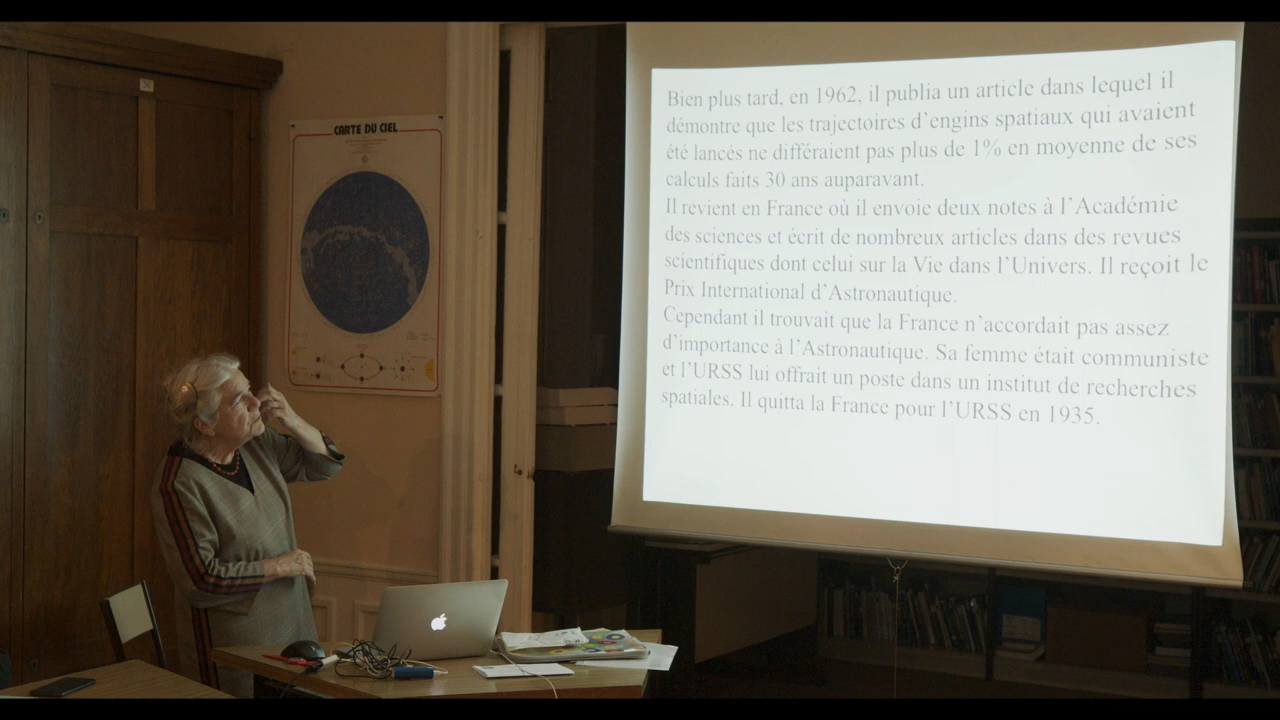 CARTE DU CIEL
Bien plus tard, en 1962, il publia un article dans lequel il
démontre que les trajectoires d'engins spatiaux qui avaient
été lancés ne différaient pas plus de 1% en moyenne de ses
calculs faits 30 ans auparavant.
Il revient en France où il envoie deux notes à l'Académie
des sciences et écrit de nombreux articles dans des revues
scientifiques dont celui sur la Vie dans l'Univers. Il reçoit le
Prix International d'Astronautique.
Cependant il trouvait que la France n'accordait pas assez
d'importance à l'Astronautique. Sa femme était communiste
et l'URSS lui offrait un poste dans un institut de recherches
spatiales. Il quitta la France pour l'URSS en 1935.